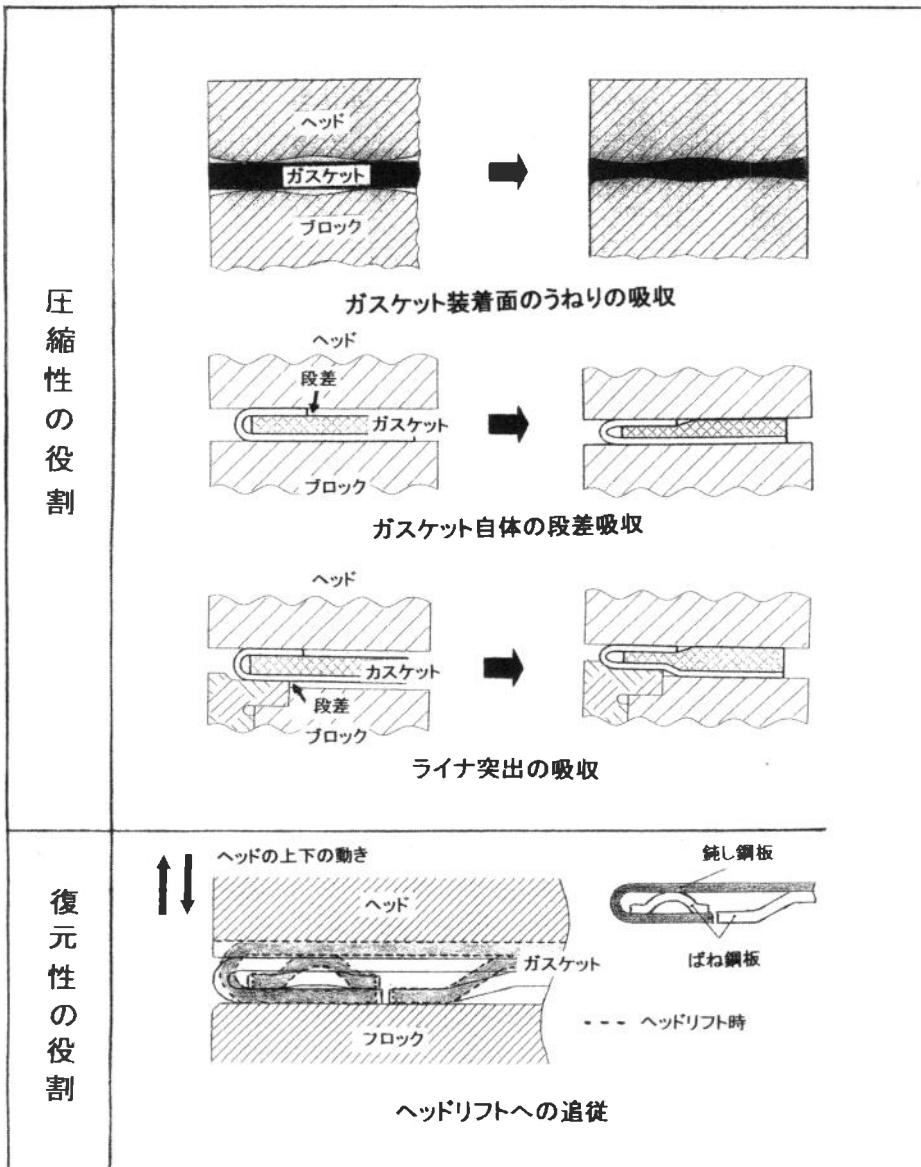 圧縮性の役割
ヘッド
ガスケット
ブロック
ガスケット装着面のうねりの吸収
ヘッド
段差
ガスケット
ブロック
ガスケット自体の段差吸収
ヘッド
カスケット
段差
ブロック
ライナ突出の吸収
復元性の役割
ヘッドの上下の動き
ヘッド
ガスケット
フロック
鈍し鋼板
ばね鋼板
--- ヘッドリフト時
ヘッドリフトへの追従